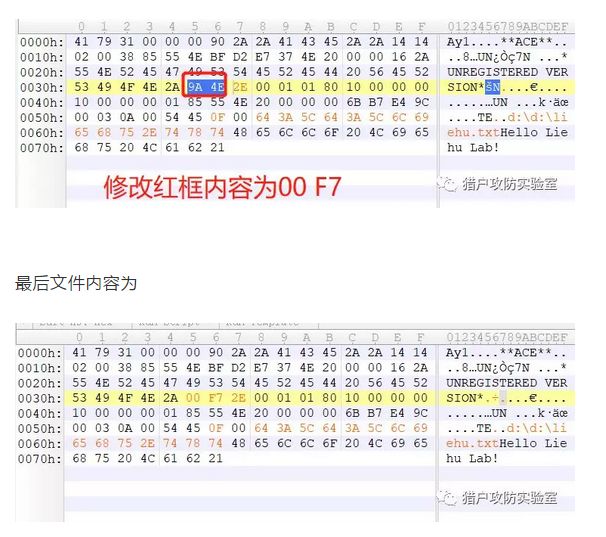 0 1 2 3 4 5 6 7 8 9 A B C D E F 0123456789ABCDEF
0000h: 41 79 31 00 00 00 90 2A 2A 41 43 45 2A 2A 14 14 Ay1....**ACE**..
0010h: 02 00 38 85 55 4E BF D2 E7 37 4E 20 00 00 16 2A ..8…UN¿Òç7N ...*
0020h: 55 4E 52 45 47 49 53 54 45 52 45 44 20 56 45 52 UNREGISTERED VER
0030h: 53 49 4F 4E 2A 9A 4E 2E 00 01 01 80 10 00 00 00 SION*šN....€....
10 00 00 00 01 85 55 4E 20 00 00 00 6B B7 E4 9C .....…UN ...k·äœ
00 03 0A 00 54 45 0F 00 64 3A 5C 64 3A 5C 6C 69 ....TE..d:\d:\li
65 68 75 2E 74 78 74 48 65 6C 6C 6F 20 4C 69 65 ehu.txtHello Lie
0070h: 68 75 20 4C 61 62 21 hu Lab!
修改红框内容为00 F7
猎户攻防实验室
最后文件内容为
0 1 2 3 4 5 6 7 8 9 A B C D E F 0123456789ABCDEF
0000h: 41 79 31 00 00 00 90 2A 2A 41 43 45 2A 2A 14 14 Ay1....**ACE**..
0010h: 02 00 38 85 55 4E BF D2 E7 37 4E 20 00 00 16 2A ..8…UN¿Òç7N ...*
0020h: 55 4E 52 45 47 49 53 54 45 52 45 44 20 56 45 52 UNREGISTERED VER
0030h: 53 49 4F 4E 2A 00 F7 2E 00 01 01 80 10 00 00 00 SION*.÷....€....
0040h: 10 00 00 00 01 85 55 4E 20 00 00 00 6B B7 E4 9C .....…UN ...k·äœ
0050h: 00 03 0A 00 54 45 0F 00 64 3A 5C 64 3A 5C 6C 69 ....TE..d:\d:\li
0060h: 65 68 75 2E 74 78 74 48 65 6C 6C 6F 20 4C 69 65 ehu.txtHello Lie
0070h: 68 75 20 4C 61 62 21 hu Lab!
猎户攻防实验室